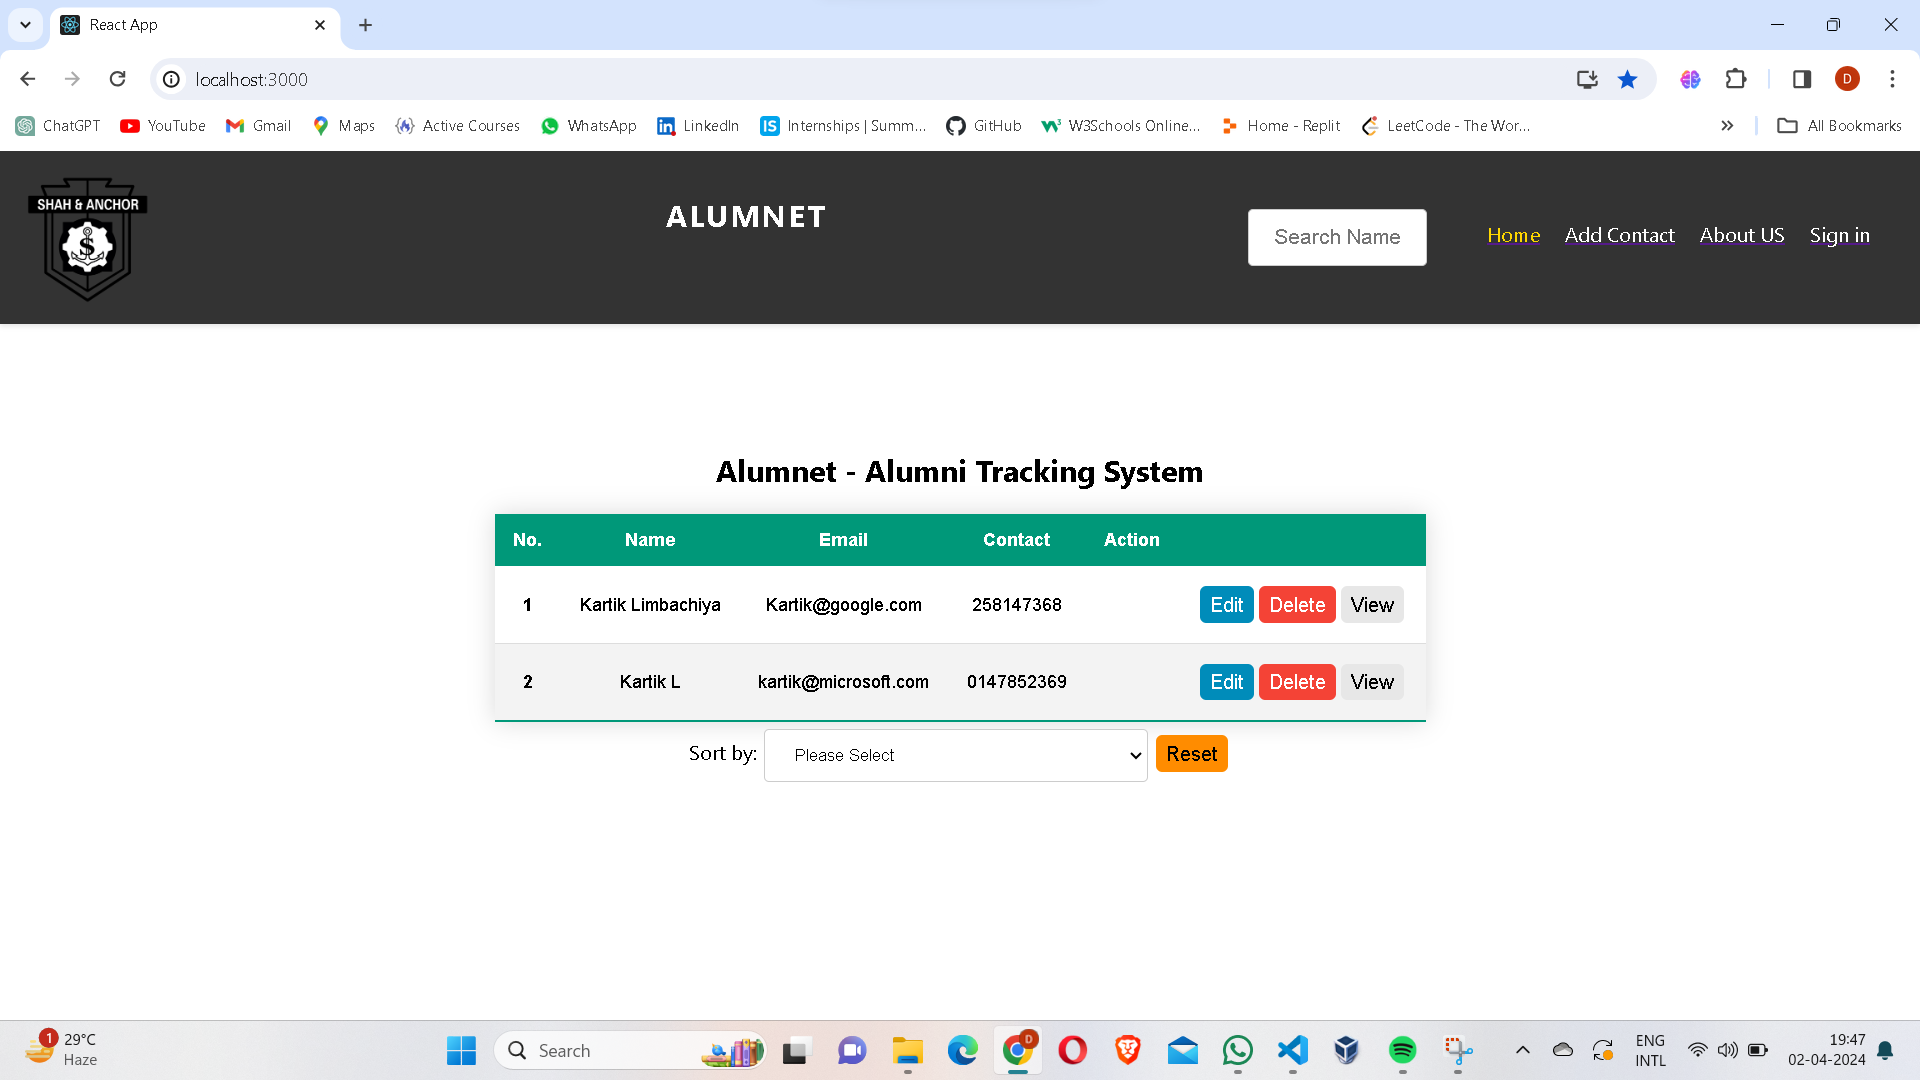 React App
localhost:3000
D
ChatGPT YouTube Gmail Maps Active Courses WhatsApp LinkedIn Internships | Summ... GitHub W3Schools Online... Home - Replit LeetCode - The Wor... All Bookmarks
SHAH & ANCHOR
ALUMNET
Search Name
Home Add Contact About US Sign in
Alumnet - Alumni Tracking System
No. Name Email Contact Action
1 Kartik Limbachiya Kartik@google.com 258147368 Edit Delete View
2 Kartik L kartik@microsoft.com 0147852369 Edit Delete View
Sort by: Please Select Reset
1
29°C
Haze
Search
D
ENG
INTL
19:47
02-04-2024